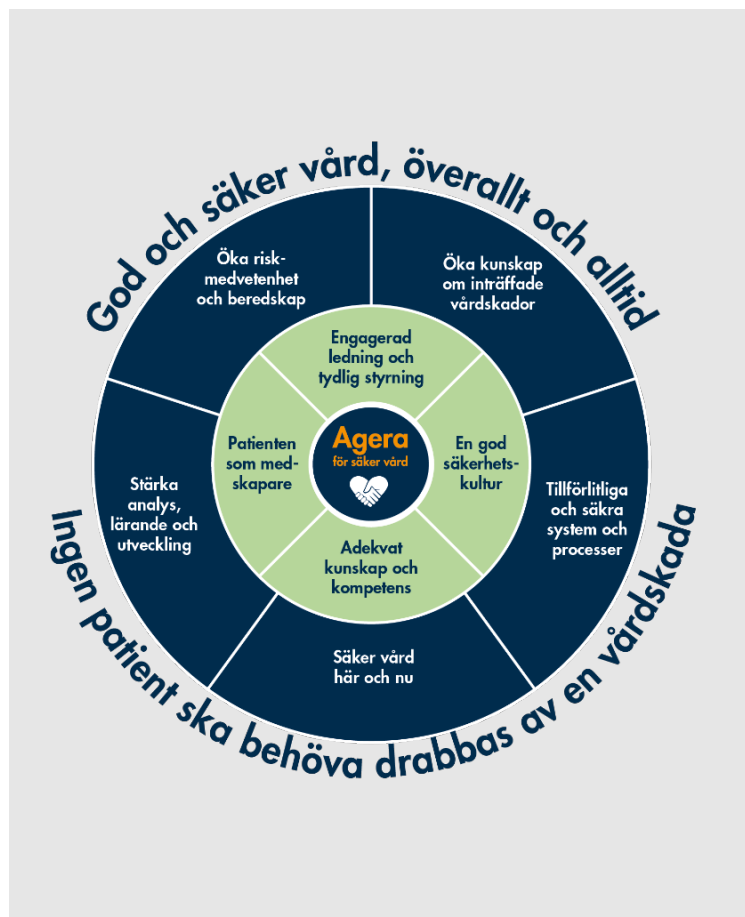 God och säker vård, överallt och alltid
Öka risk-
medvetenhet
och beredskap
Öka kunskap
om inträffade
vårdskador
Engagerad
ledning och
tydlig styrning
Patienten
som med-
skapare
Agera
för säker vård
En god
säkerhets-
kultur
Stärka
analys,
lärande och
utveckling
Tillförlitliga
och säkra
system och
processer
Adekvat
kunskap och
kompetens
Säker vård
här och nu
Ingen patient ska behöva drabbas av en vårdskada